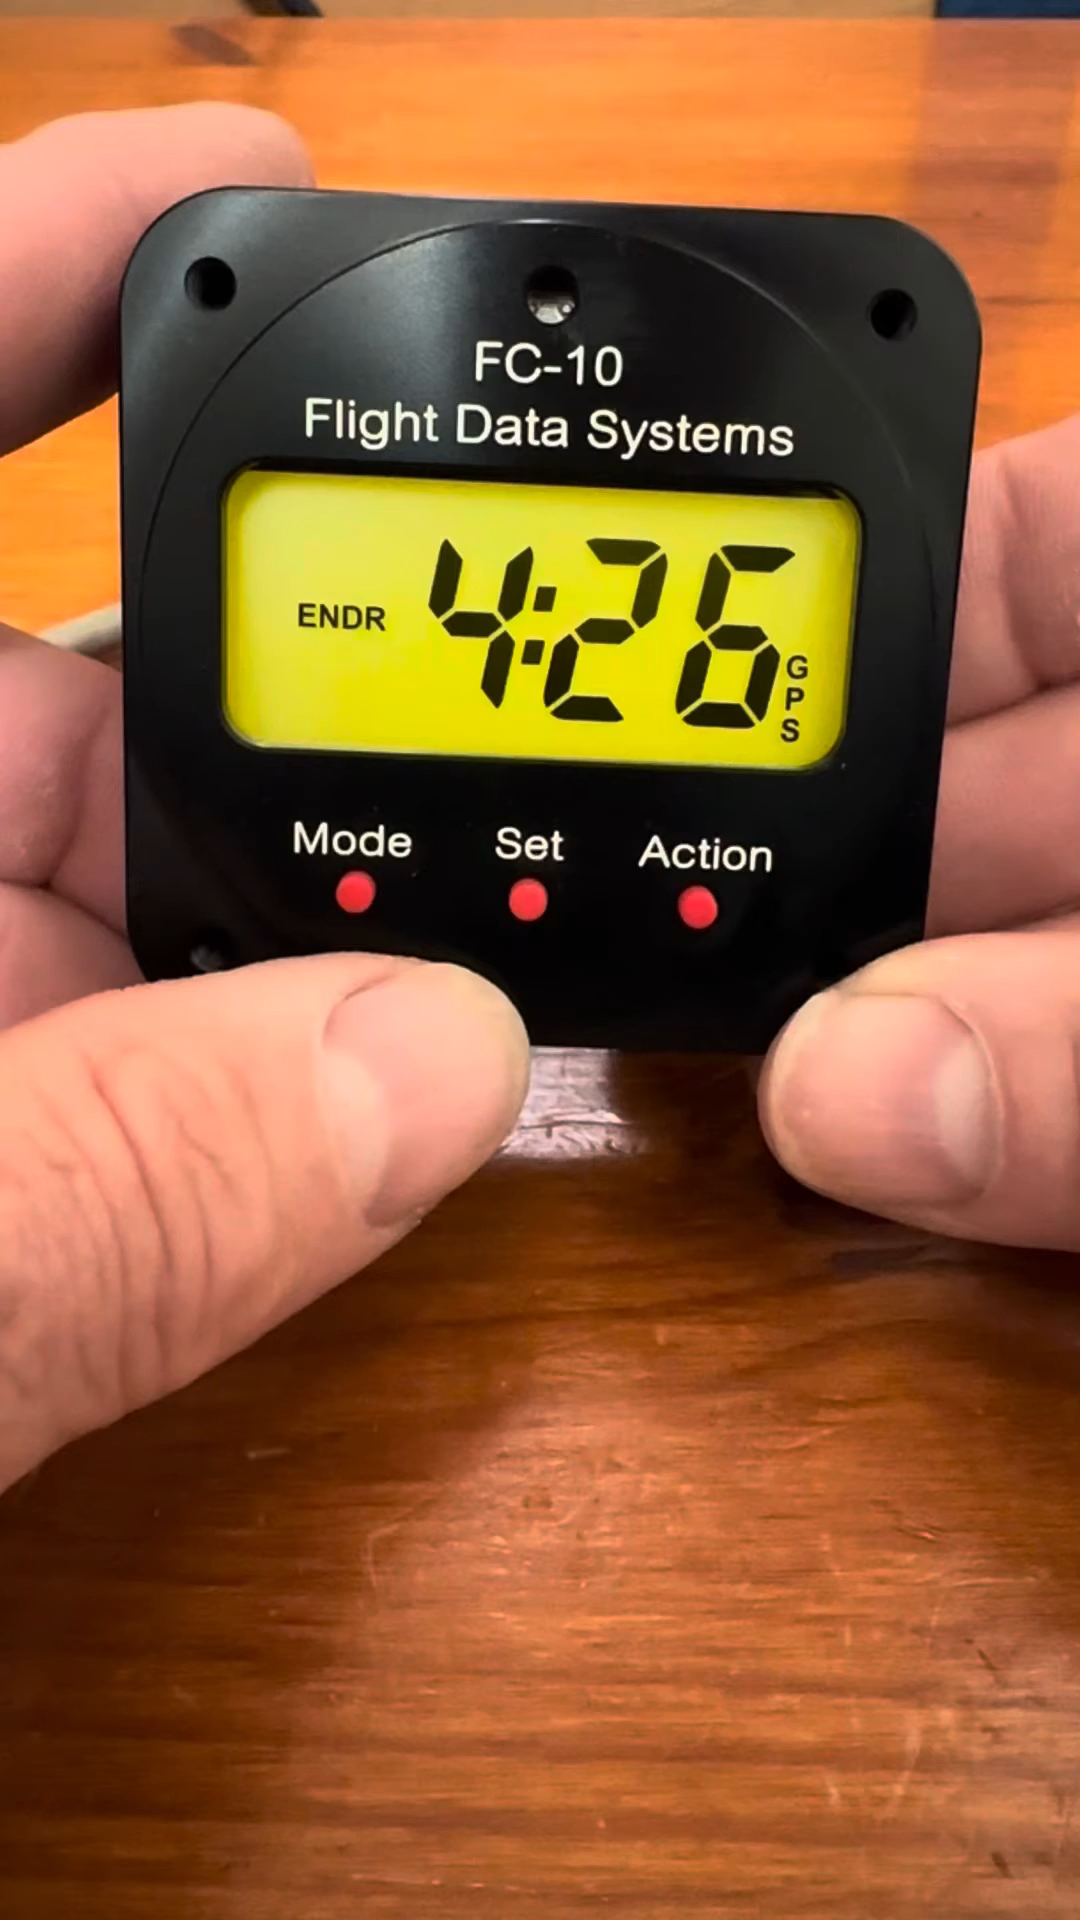 FC-10
Flight Data Systems
ENDR 4:26 GPS
Mode Set Action